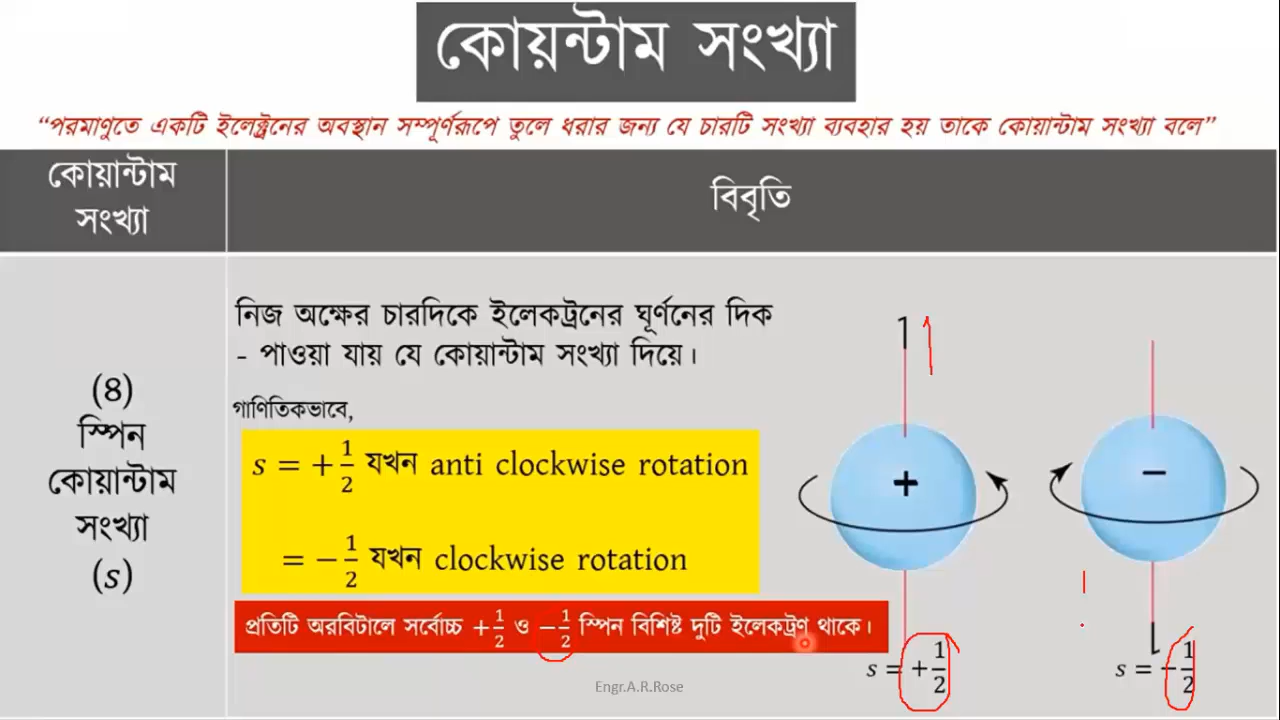 কোয়ন্টাম সংখ্যা
“পরমাণুতে একটি ইলেক্ট্রনের অবস্থান সম্পূর্ণরূপে তুলে ধরার জন্য যে চারটি সংখ্যা ব্যবহার হয় তাকে কোয়ান্টাম সংখ্যা বলে”
কোয়ান্টাম
সংখ্যা
বিবৃতি
(৪)
স্পিন
কোয়ান্টাম
সংখ্যা
(s)
নিজ অক্ষের চারদিকে ইলেকট্রনের ঘূর্ণনের দিক
- পাওয়া যায় যে কোয়ান্টাম সংখ্যা দিয়ে।
গাণিতিকভাবে,
s = +1/2 যখন anti clockwise rotation
= −1/2 যখন clockwise rotation
প্রতিটি অরবিটালে সর্বোচ্চ +1/2 ও −1/2 স্পিন বিশিষ্ট দুটি ইলেকট্রণ থাকে।
+
−
s = +1/2
s = −1/2
Engr.A.R.Rose